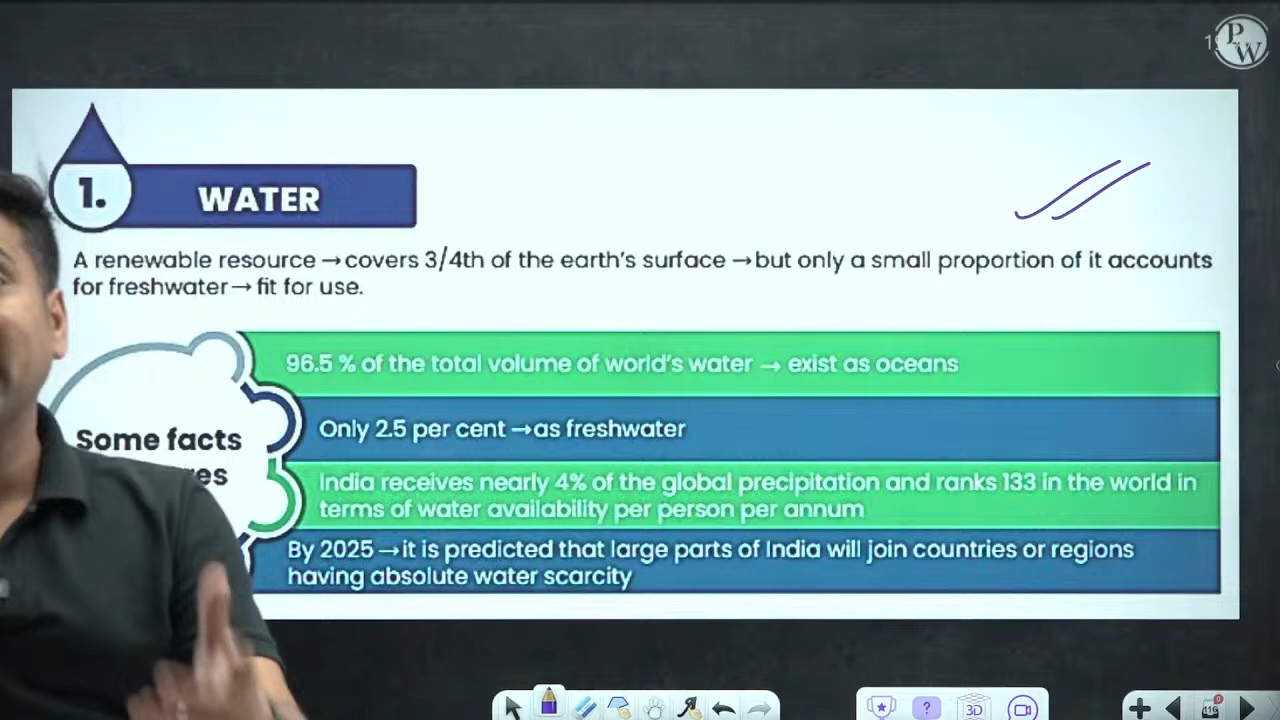 PW
1.
WATER
A renewable resource →covers 3/4th of the earth's surface →but only a small proportion of it accounts
for freshwater→ fit for use.
96.5 % of the total volume of world's water → exist as oceans
Only 2.5 per cent →as freshwater
Some facts
India receives nearly 4% of the global precipitation and ranks 133 in the world in
terms of water availability per person per annum
By 2025 →it is predicted that large parts of India will join countries or regions
having absolute water scarcity
?
3D
116